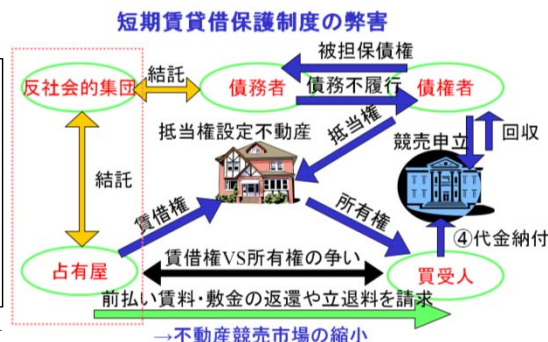 短期賃貸借保護制度の弊害
反社会的集団
結託
債務者
被担保債権
債務不履行
債権者
抵当権設定不動産
抵当権
競売申立
回収
結託
賃借権
所有権
④代金納付
占有屋
賃借権VS所有権の争い
買受人
前払い賃料・敷金の返還や立退料を請求
→不動産競売市場の縮小